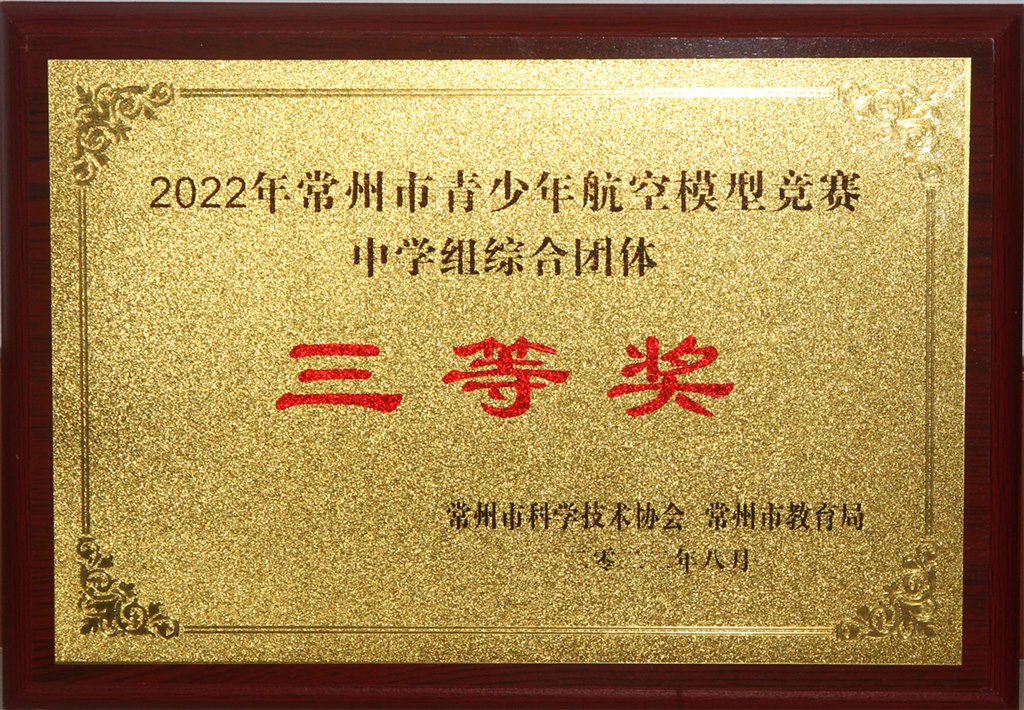 2022年常州市青少年航空模型竞赛
中学组综合团体
三等奖
常州市科学技术协会 常州市教育局
二零二二年八月